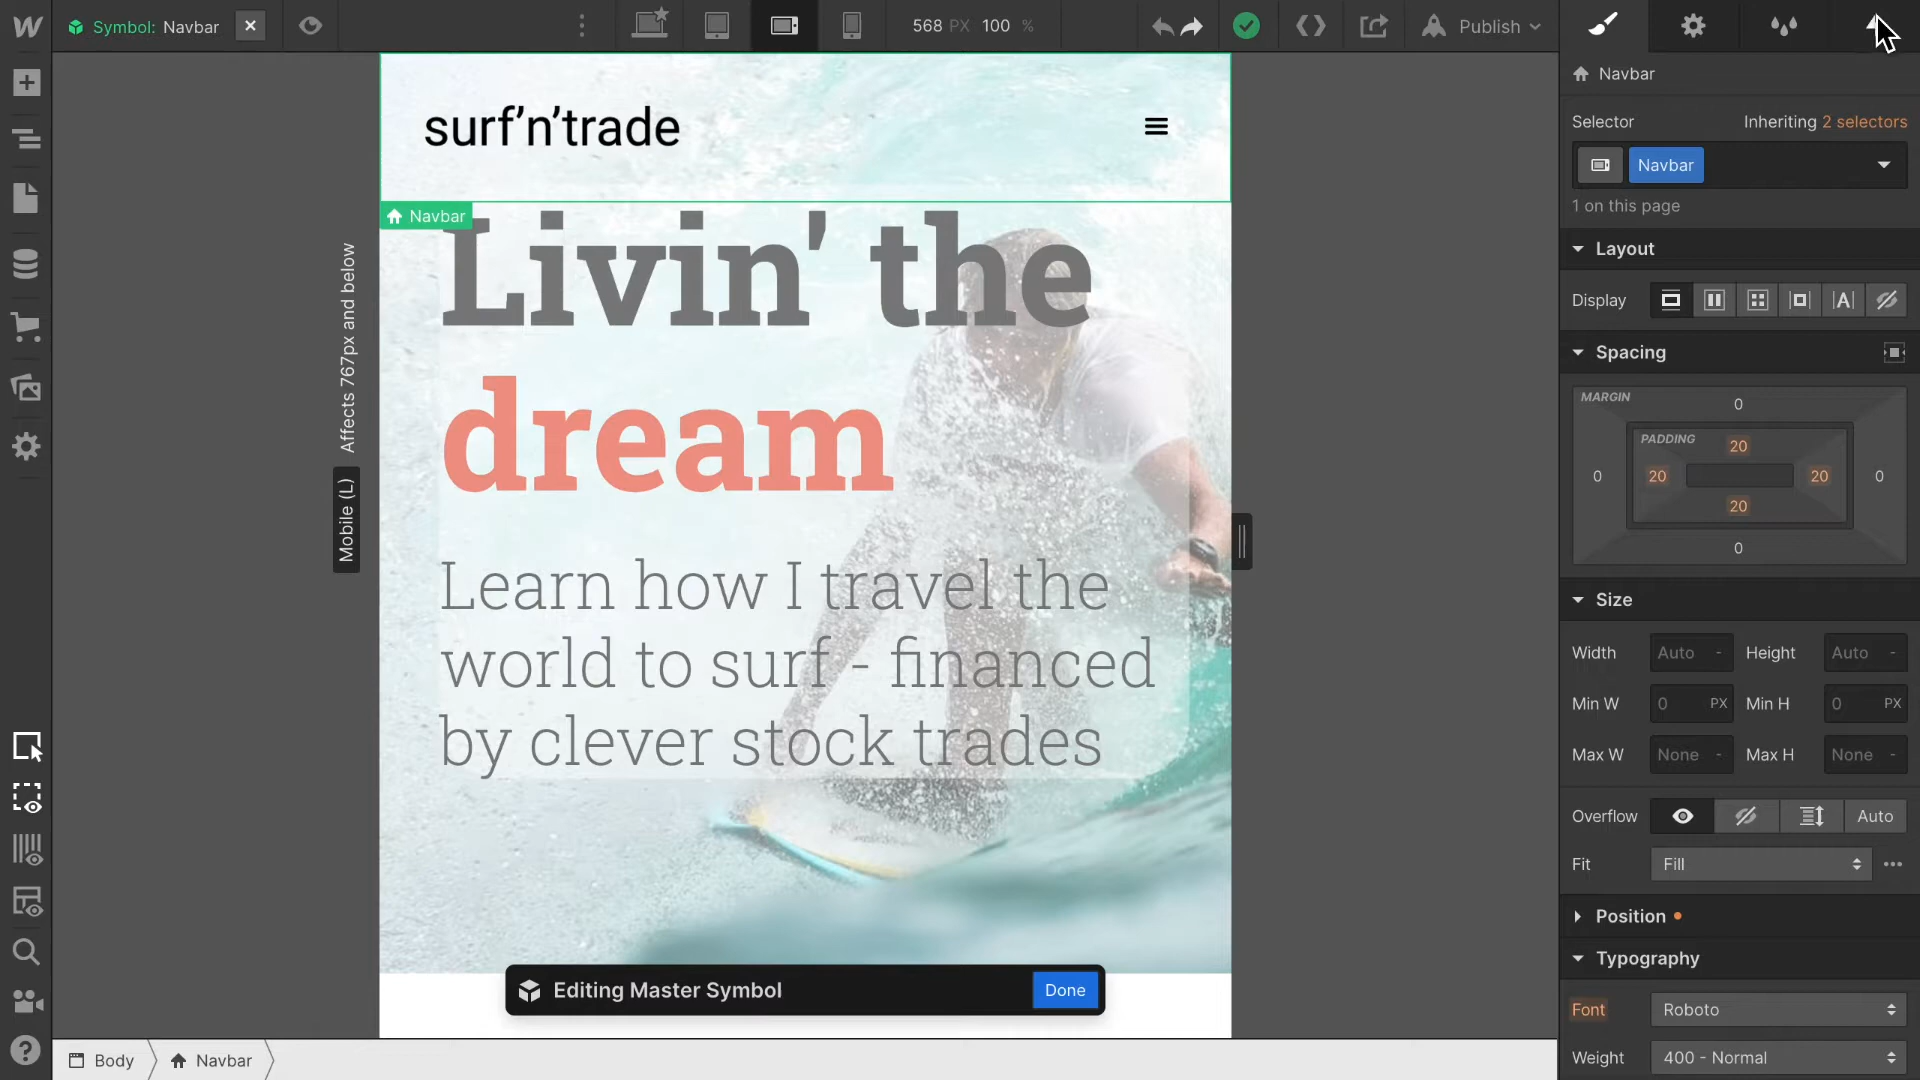 Symbol: Navbar
568 PX 100 %
Publish
surf’n’trade
Navbar
Livin' the
dream
Learn how I travel the
world to surf - financed
by clever stock trades
Affects 767px and below
Mobile (L)
Editing Master Symbol
Done
Body
Navbar
Navbar
Selector
Inheriting 2 selectors
Navbar
1 on this page
Layout
Display
Spacing
MARGIN
0
PADDING
20
0
20
20
0
20
0
Size
Width
Auto -
Height
Auto -
Min W
0 PX
Min H
0 PX
Max W
None -
Max H
None -
Overflow
Auto
Fit
Fill
Position
Typography
Font
Roboto
Weight
400 - Normal